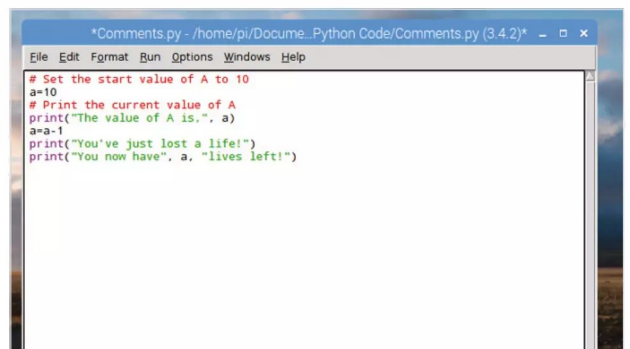 *Comments.py - /home/pi/Docume...Python Code/Comments.py (3.4.2)*
File Edit Format Run Options Windows Help
# Set the start value of A to 10
a=10
# Print the current value of A
print("The value of A is,", a)
a=a-1
print("You've just lost a life!")
print("You now have", a, "lives left!")